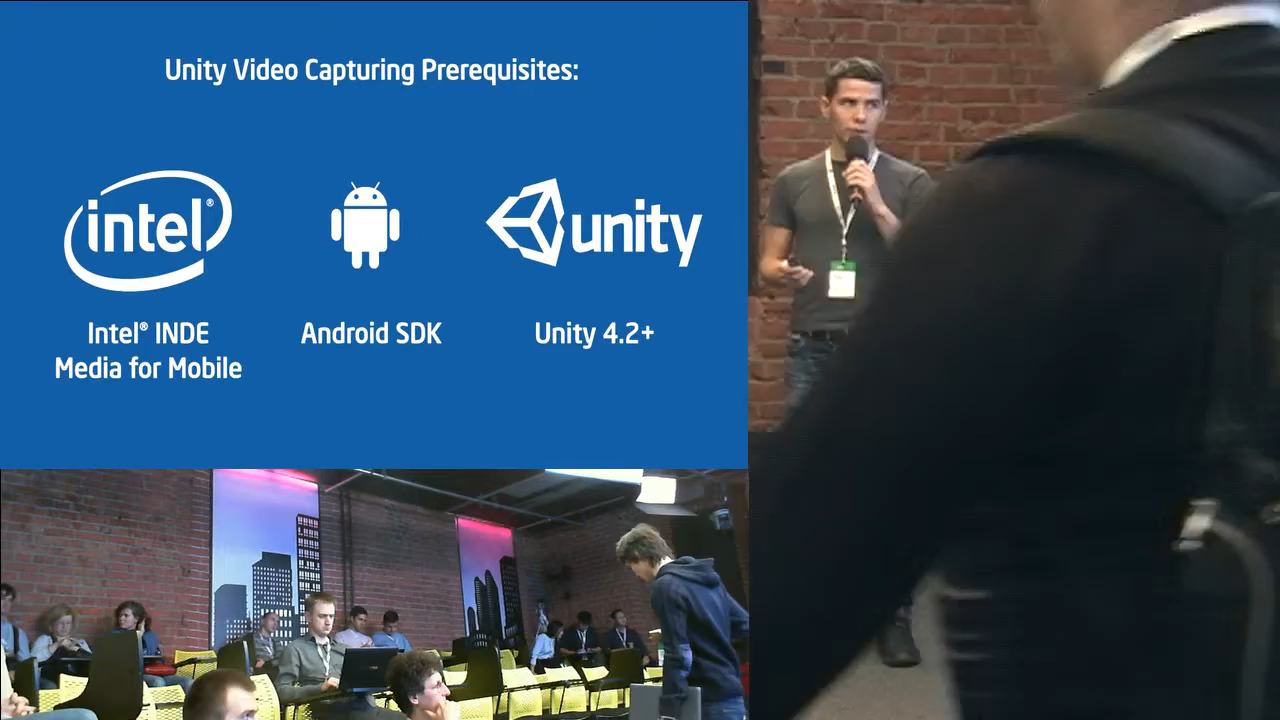 Unity Video Capturing Prerequisites:
intel®
unity
Intel® INDE
Media for Mobile
Android SDK
Unity 4.2+